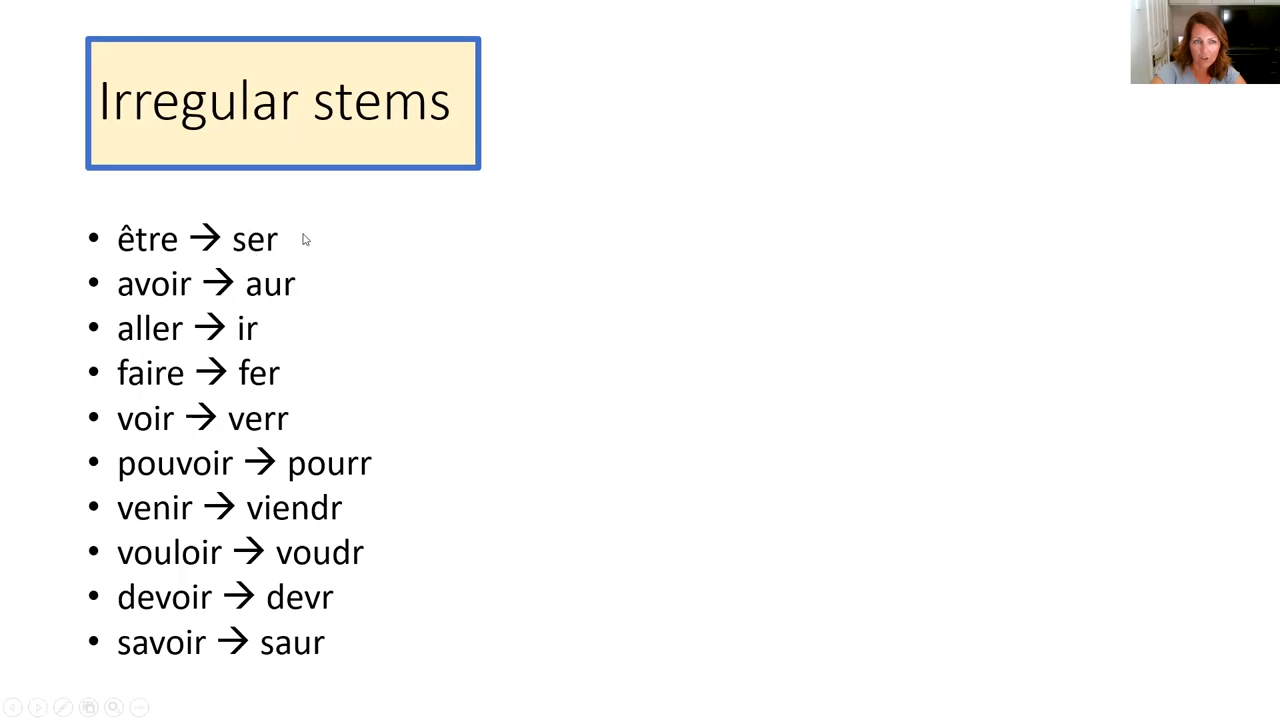 Irregular stems
• être → ser
• avoir → aur
• aller → ir
• faire → fer
• voir → verr
• pouvoir → pourr
• venir → viendr
• vouloir → voudr
• devoir → devr
• savoir → saur